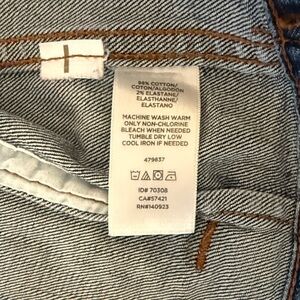 98% COTTON/
COTON/ALGODON
2% ELASTANE/
ELASTHANNE/
ELASTANO
MACHINE WASH WARM
ONLY NON-CHLORINE
BLEACH WHEN NEEDED
TUMBLE DRY LOW
COOL IRON IF NEEDED
479837
ID# 70308
CA#57421
RN#140923